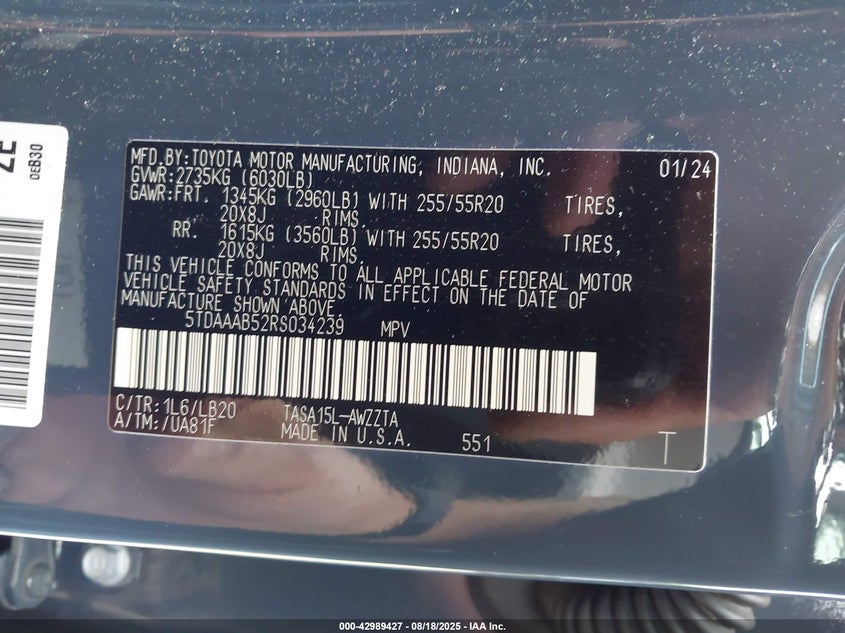 MFD.BY:TOYOTA MOTOR MANUFACTURING, INDIANA, INC. 01/24
GVWR:2735KG (6030LB)
GAWR:FRT. 1345KG (2960LB) WITH 255/55R20 TIRES,
20X8J RIMS.
RR. 1615KG (3560LB) WITH 255/55R20 TIRES,
20X8J RIMS.
THIS VEHICLE CONFORMS TO ALL APPLICABLE FEDERAL MOTOR
VEHICLE SAFETY STANDARDS IN EFFECT ON THE DATE OF
MANUFACTURE SHOWN ABOVE.
5TDAAAB52RS034239 MPV
C/TR:1L6/LB20 TASA15L-AWZZTA
A/TM:/UA81F MADE IN U.S.A. 551 T
0EB30
000-42989427 - 08/18/2025 - IAA Inc.